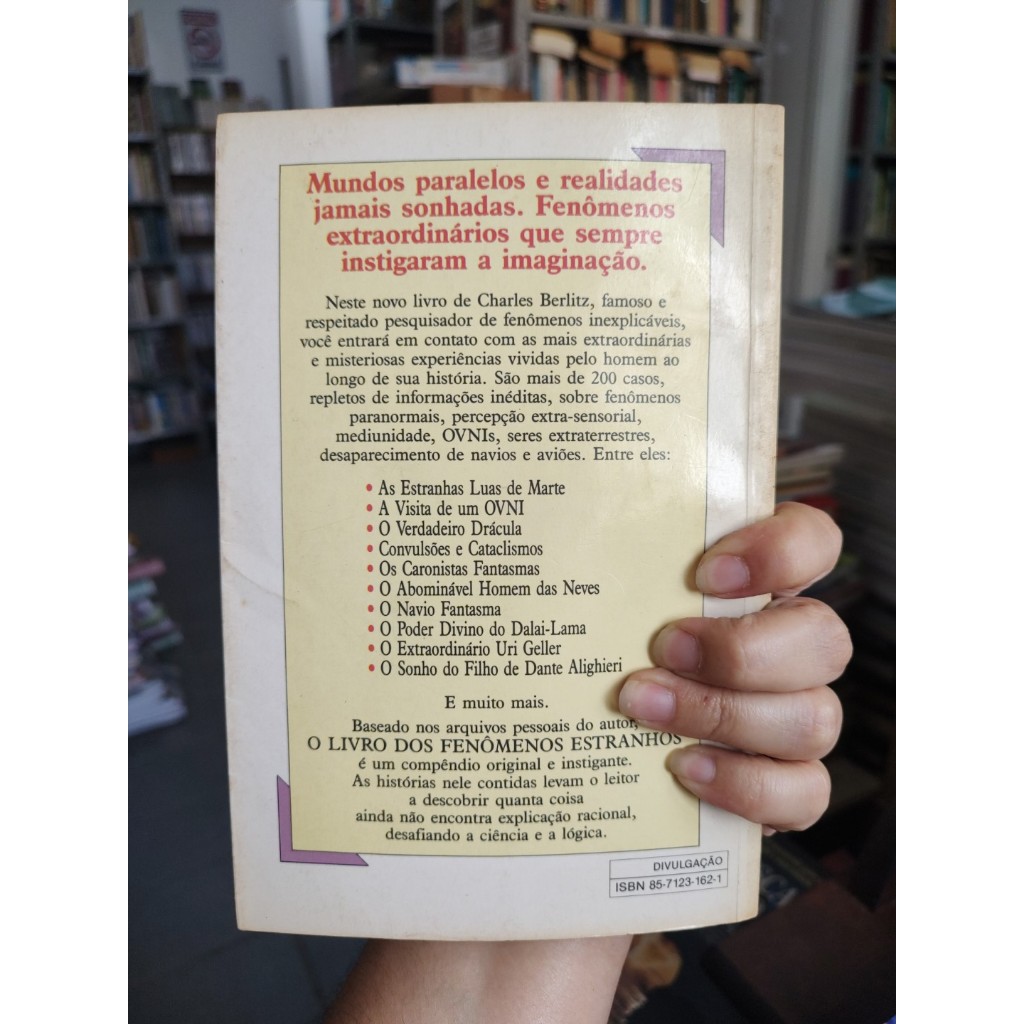 Mundos paralelos e realidades
jamais sonhadas. Fenômenos
extraordinários que sempre
instigaram a imaginação.
Neste novo livro de Charles Berlitz, famoso e
respeitado pesquisador de fenômenos inexplicáveis,
você entrará em contato com as mais extraordinárias
e misteriosas experiências vividas pelo homem ao
longo de sua história. São mais de 200 casos,
repletos de informações inéditas, sobre fenômenos
paranormais, percepção extra-sensorial,
mediunidade, OVNIs, seres extraterrestres,
desaparecimento de navios e aviões. Entre eles:
• As Estranhas Luas de Marte
• A Visita de um OVNI
• O Verdadeiro Drácula
• Convulsões e Cataclismos
• Os Caronistas Fantasmas
• O Abominável Homem das Neves
• O Navio Fantasma
• O Poder Divino do Dalai-Lama
• O Extraordinário Uri Geller
• O Sonho do Filho de Dante Alighieri
E muito mais.
Baseado nos arquivos pessoais do autor,
O LIVRO DOS FENÔMENOS ESTRANHOS
é um compêndio original e instigante.
As histórias nele contidas levam o leitor
a descobrir quanta coisa
ainda não encontra explicação racional,
desafiando a ciência e a lógica.
DIVULGAÇÃO
ISBN 85-7123-162-1